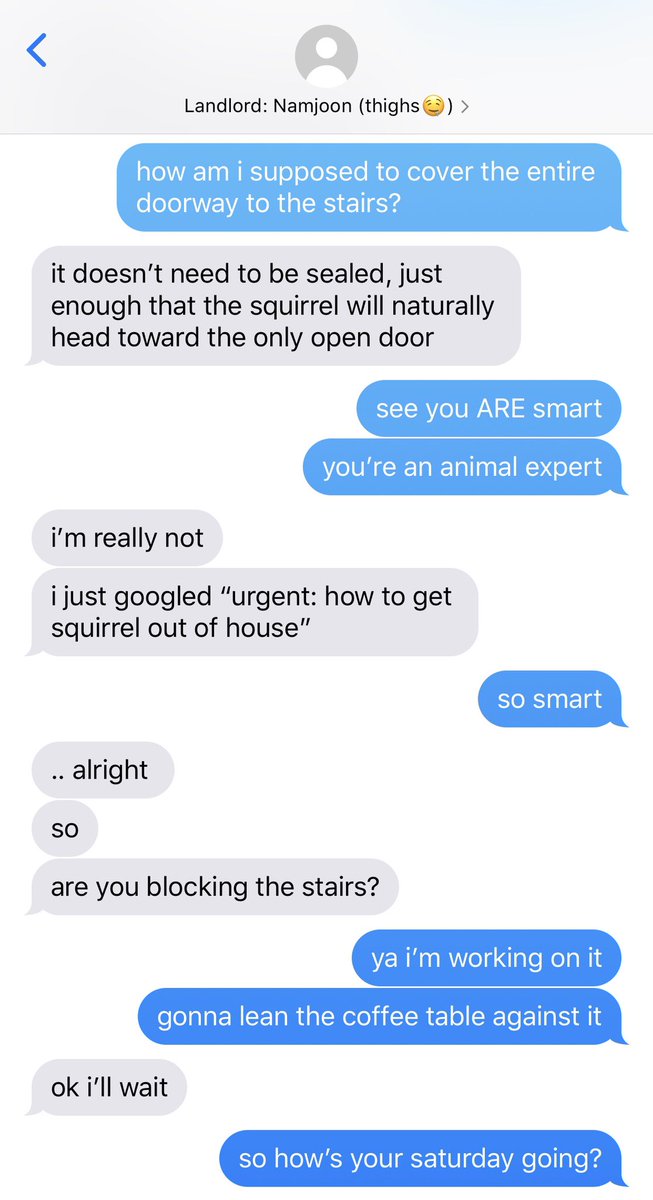 Landlord: Namjoon (thighs🤤) >
how am i supposed to cover the entire
doorway to the stairs?
it doesn’t need to be sealed, just
enough that the squirrel will naturally
head toward the only open door
see you ARE smart
you’re an animal expert
i’m really not
i just googled “urgent: how to get
squirrel out of house”
so smart
.. alright
so
are you blocking the stairs?
ya i’m working on it
gonna lean the coffee table against it
ok i’ll wait
so how’s your saturday going?